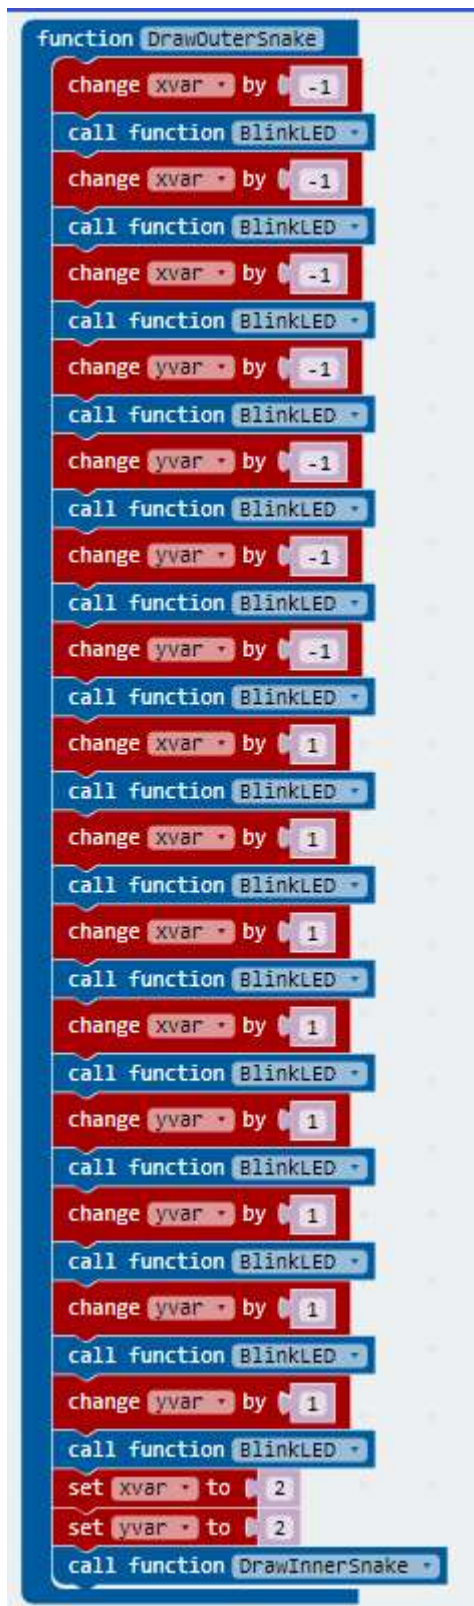 function DrawOuterSnake
change xvar by -1
call function BlinkLED
change xvar by -1
call function BlinkLED
change xvar by -1
call function BlinkLED
change yvar by -1
call function BlinkLED
change yvar by -1
call function BlinkLED
change yvar by -1
call function BlinkLED
change yvar by -1
call function BlinkLED
change xvar by 1
call function BlinkLED
change xvar by 1
call function BlinkLED
change xvar by 1
call function BlinkLED
change xvar by 1
call function BlinkLED
change yvar by 1
call function BlinkLED
change yvar by 1
call function BlinkLED
change yvar by 1
call function BlinkLED
change yvar by 1
call function BlinkLED
set xvar to 2
set yvar to 2
call function DrawInnerSnake